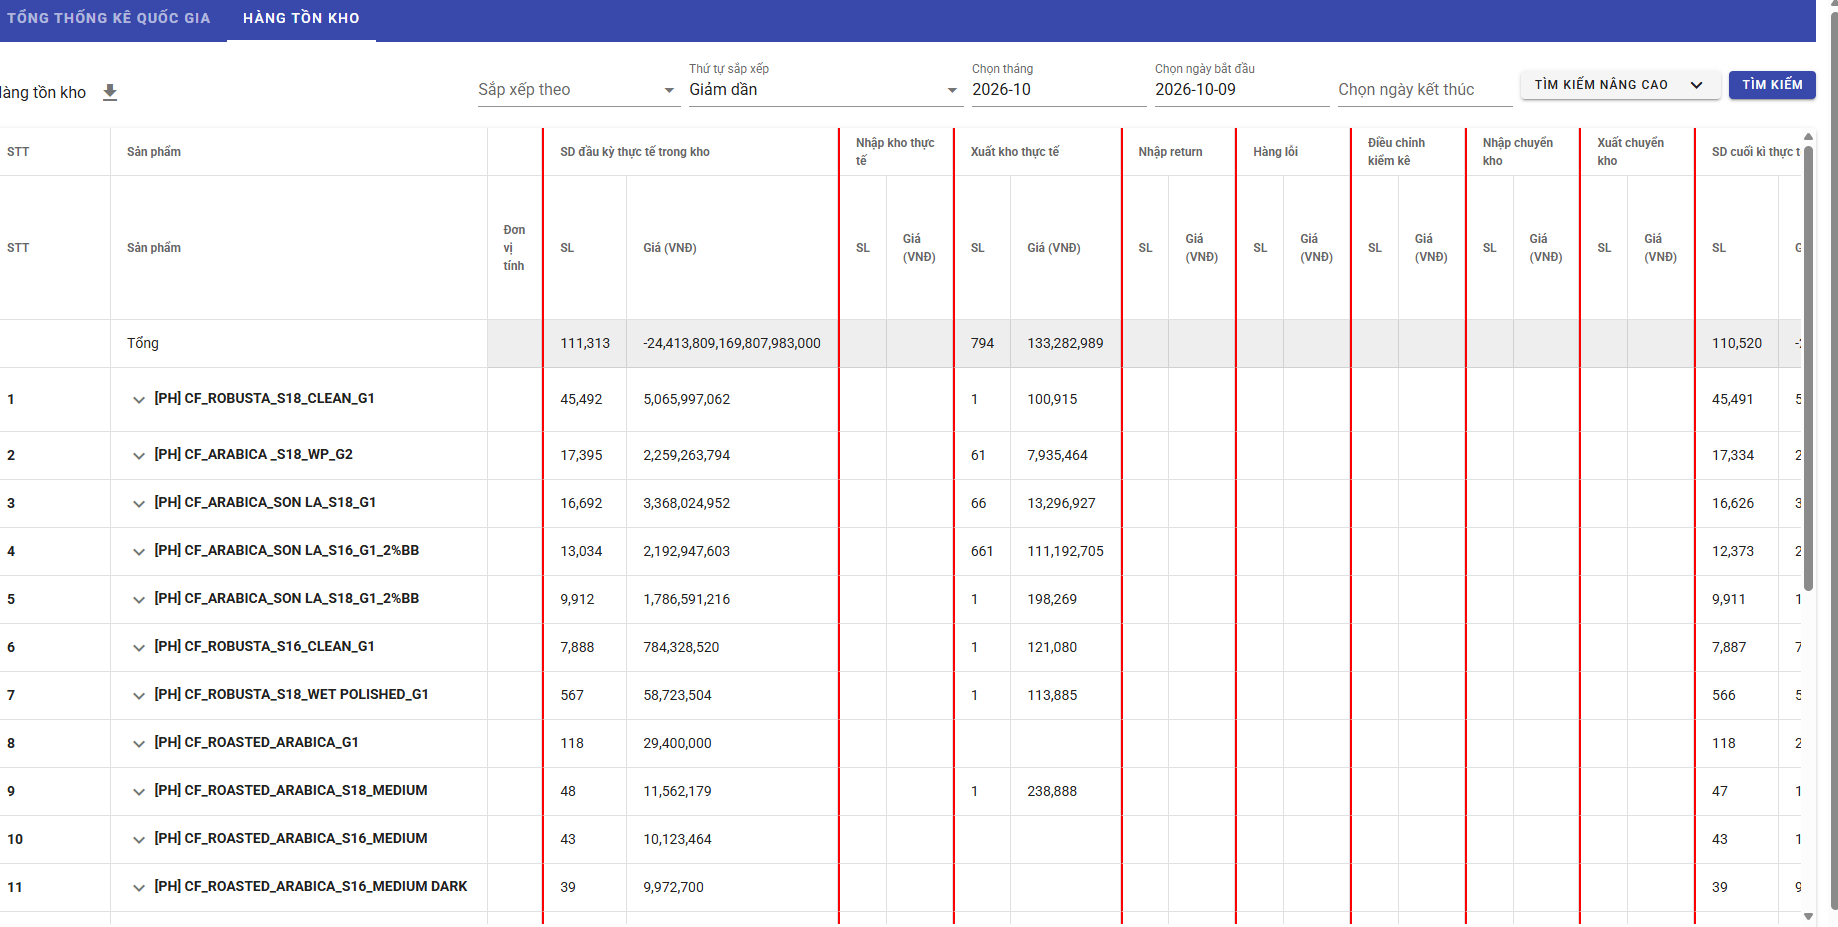 TỔNG THỐNG KÊ QUỐC GIA HÀNG TỒN KHO
àng tồn kho
Sắp xếp theo
Thứ tự sắp xếp
Giảm dần
Chọn tháng
2026-10
Chọn ngày bắt đầu
2026-10-09
Chọn ngày kết thúc
TÌM KIẾM NÂNG CAO
TÌM KIẾM
STT Sản phẩm SD đầu kỳ thực tế trong kho Nhập kho thực tế Xuất kho thực tế Nhập return Hàng lỗi Điều chỉnh kiểm kê Nhập chuyển kho Xuất chuyển kho SD cuối kì thực t
STT Sản phẩm Đơn vị tính SL Giá (VNĐ) SL Giá (VNĐ) SL Giá (VNĐ) SL Giá (VNĐ) SL Giá (VNĐ) SL Giá (VNĐ) SL Giá (VNĐ) SL Giá (VNĐ) SL G
Tổng 111,313 -24,413,809,169,807,983,000 794 133,282,989 110,520 -
1 [PH] CF_ROBUSTA_S18_CLEAN_G1 45,492 5,065,997,062 1 100,915 45,491 5
2 [PH] CF_ARABICA _S18_WP_G2 17,395 2,259,263,794 61 7,935,464 17,334 2
3 [PH] CF_ARABICA_SON LA_S18_G1 16,692 3,368,024,952 66 13,296,927 16,626 3
4 [PH] CF_ARABICA_SON LA_S16_G1_2%BB 13,034 2,192,947,603 661 111,192,705 12,373 2
5 [PH] CF_ARABICA_SON LA_S18_G1_2%BB 9,912 1,786,591,216 1 198,269 9,911 1
6 [PH] CF_ROBUSTA_S16_CLEAN_G1 7,888 784,328,520 1 121,080 7,887 7
7 [PH] CF_ROBUSTA_S18_WET POLISHED_G1 567 58,723,504 1 113,885 566 5
8 [PH] CF_ROASTED_ARABICA_G1 118 29,400,000 118 2
9 [PH] CF_ROASTED_ARABICA_S18_MEDIUM 48 11,562,179 1 238,888 47 1
10 [PH] CF_ROASTED_ARABICA_S16_MEDIUM 43 10,123,464 43 1
11 [PH] CF_ROASTED_ARABICA_S16_MEDIUM DARK 39 9,972,700 39 9